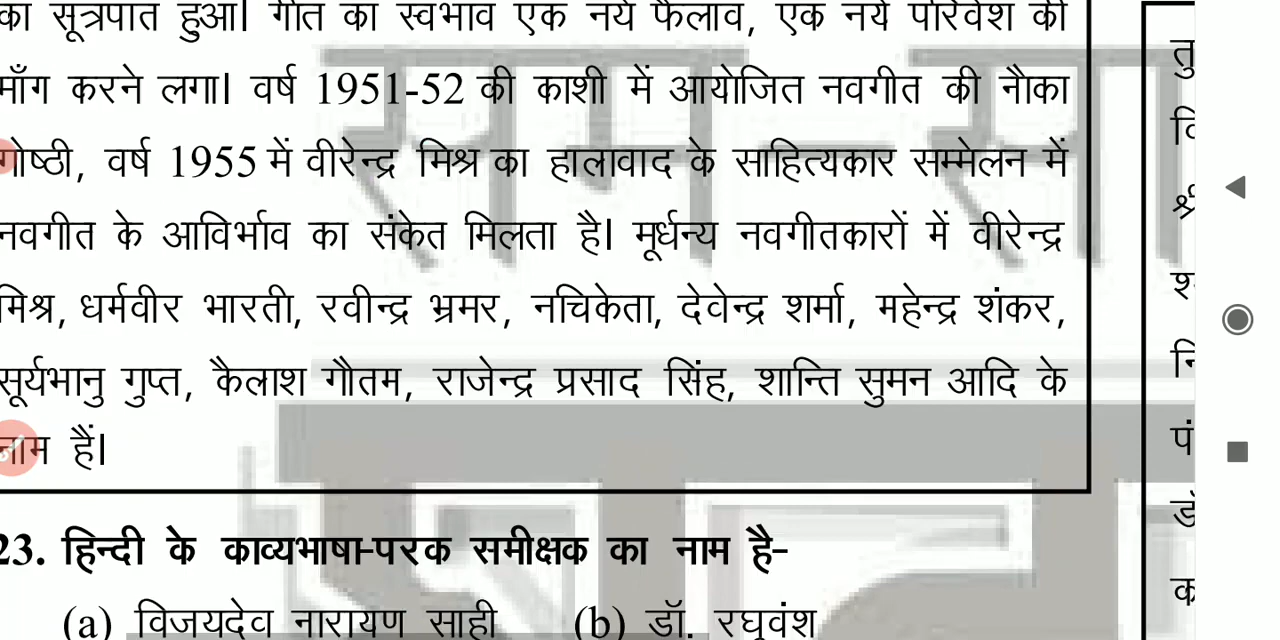 का सूत्रपात हुआ। गीत का स्वभाव एक नये फैलाव, एक नये परिवेश की
माँग करने लगा। वर्ष 1951-52 की काशी में आयोजित नवगीत की नौका
गोष्ठी, वर्ष 1955 में वीरेन्द्र मिश्र का हालावाद के साहित्यकार सम्मेलन में
नवगीत के आविर्भाव का संकेत मिलता है। मूर्धन्य नवगीतकारों में वीरेन्द्र
मिश्र, धर्मवीर भारती, रवीन्द्र भ्रमर, नचिकेता, देवेन्द्र शर्मा, महेन्द्र शंकर,
सूर्यभानु गुप्त, कैलाश गौतम, राजेन्द्र प्रसाद सिंह, शान्ति सुमन आदि के
नाम हैं।
23. हिन्दी के काव्यभाषा-परक समीक्षक का नाम है-
(a) विजयदेव नारायण साही (b) डॉ. रघुवंश